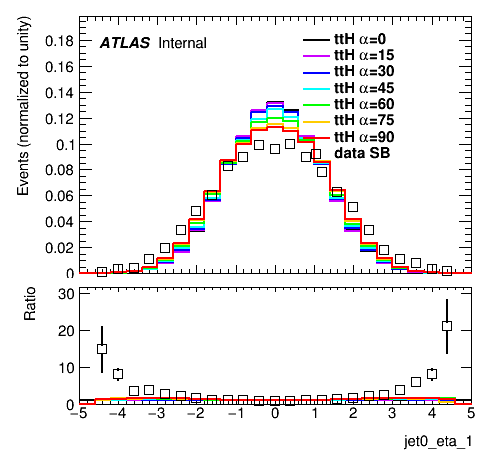 ATLAS Internal
ttH α=0
ttH α=15
ttH α=30
ttH α=45
ttH α=60
ttH α=75
ttH α=90
data SB
Events (normalized to unity)
0.18
0.16
0.14
0.12
0.1
0.08
0.06
0.04
0.02
0
Ratio
30
20
10
0
−5 −4 −3 −2 −1 0 1 2 3 4 5
jet0_eta_1